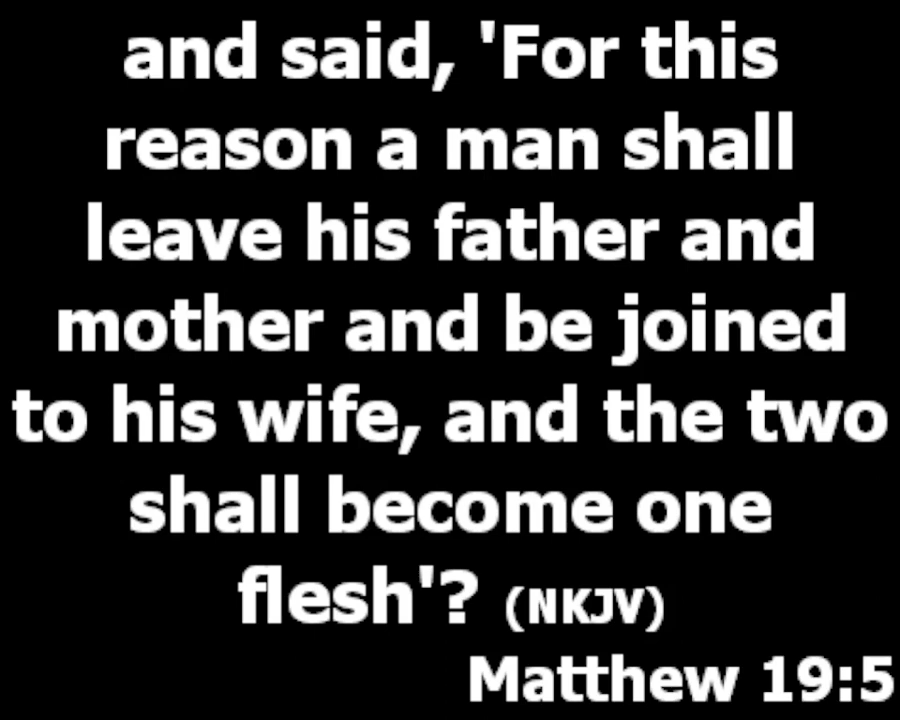 and said, 'For this
reason a man shall
leave his father and
mother and be joined
to his wife, and the two
shall become one
flesh'? (NKJV)
Matthew 19:5